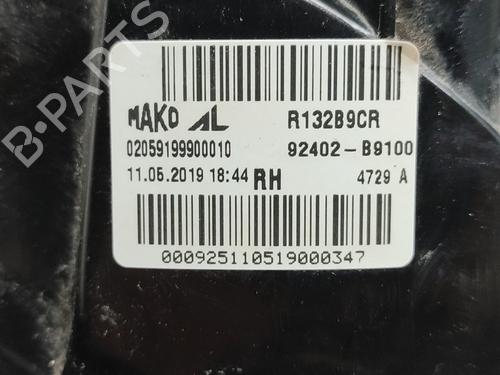 B-PARTS
MAKO AL R132B9CR
02059199900010 92402-B9100
11.05.2019 18:44 RH 4729 A
000925110519000347